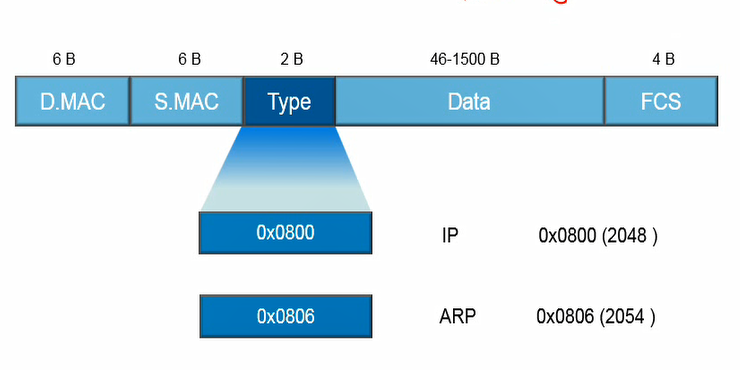 6 B 6 B 2 B 46-1500 B 4 B
D.MAC S.MAC Type Data FCS
0x0800 IP 0x0800 (2048 )
0x0806 ARP 0x0806 (2054 )